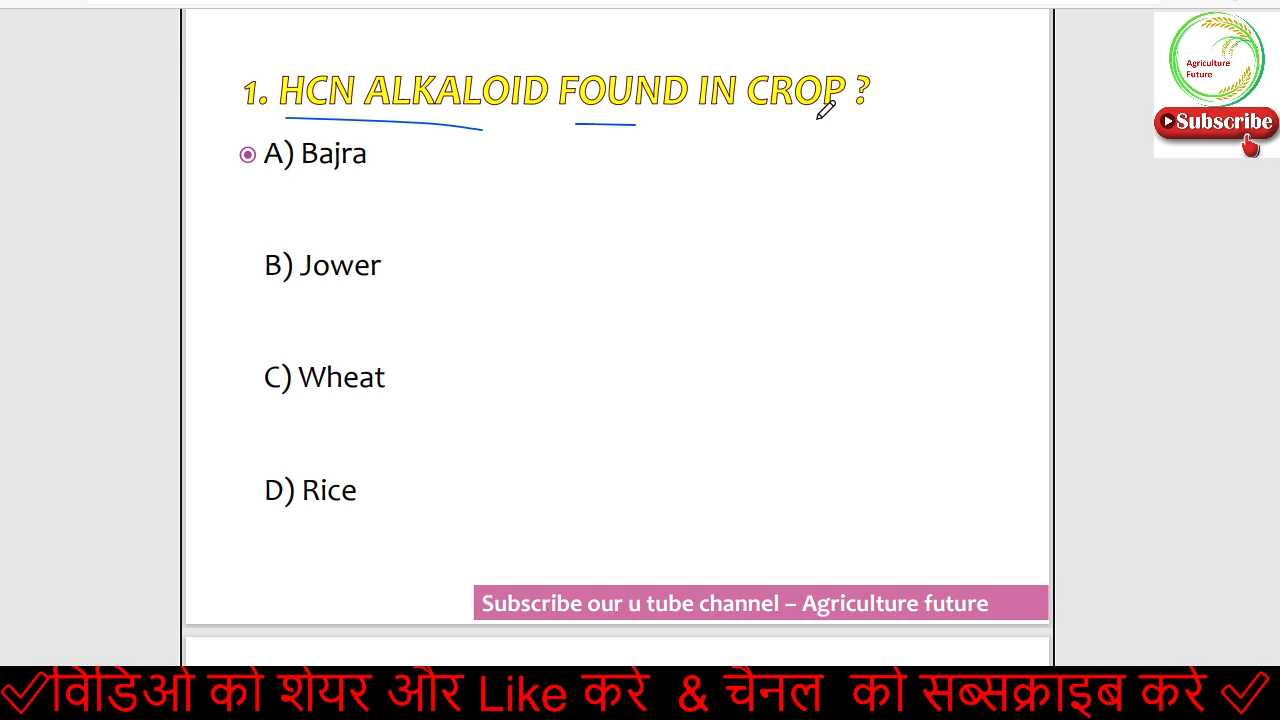 1. HCN ALKALOID FOUND IN CROP ?
A) Bajra
B) Jower
C) Wheat
D) Rice
Subscribe our u tube channel – Agriculture future
Agriculture
Future
Subscribe
✓विडिओ को शेयर और Like करे & चैनल को सब्सक्राइब करे ✓